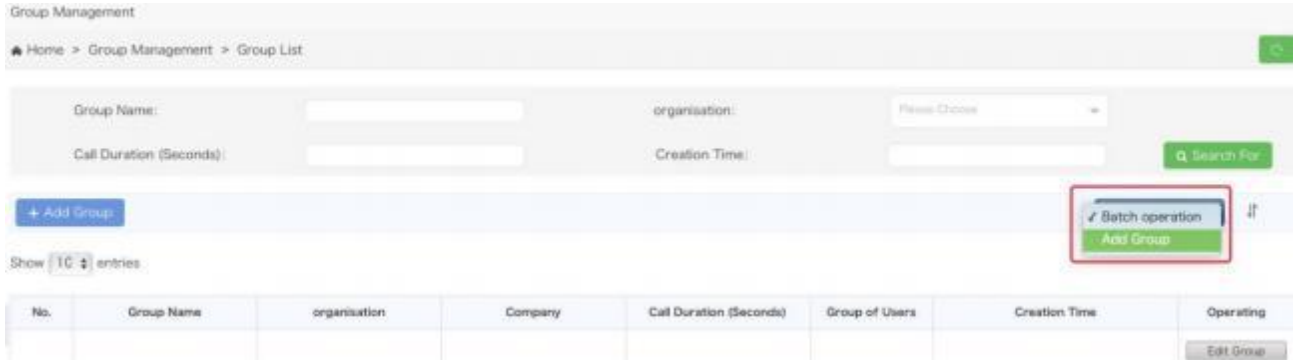 Group Management
Home > Group Management > Group List
Group Name: organisation: Please Choose
Call Duration (Seconds): Creation Time: Search For
+ Add Group ✓ Batch operation
Add Group
Show 10 entries
No. Group Name organisation Company Call Duration (Seconds) Group of Users Creation Time Operating
Edit Group